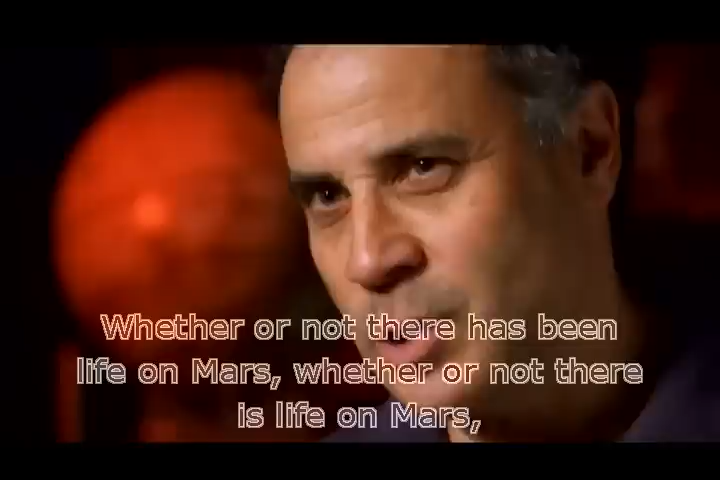 Whether or not there has been
life on Mars, whether or not there
is life on Mars,